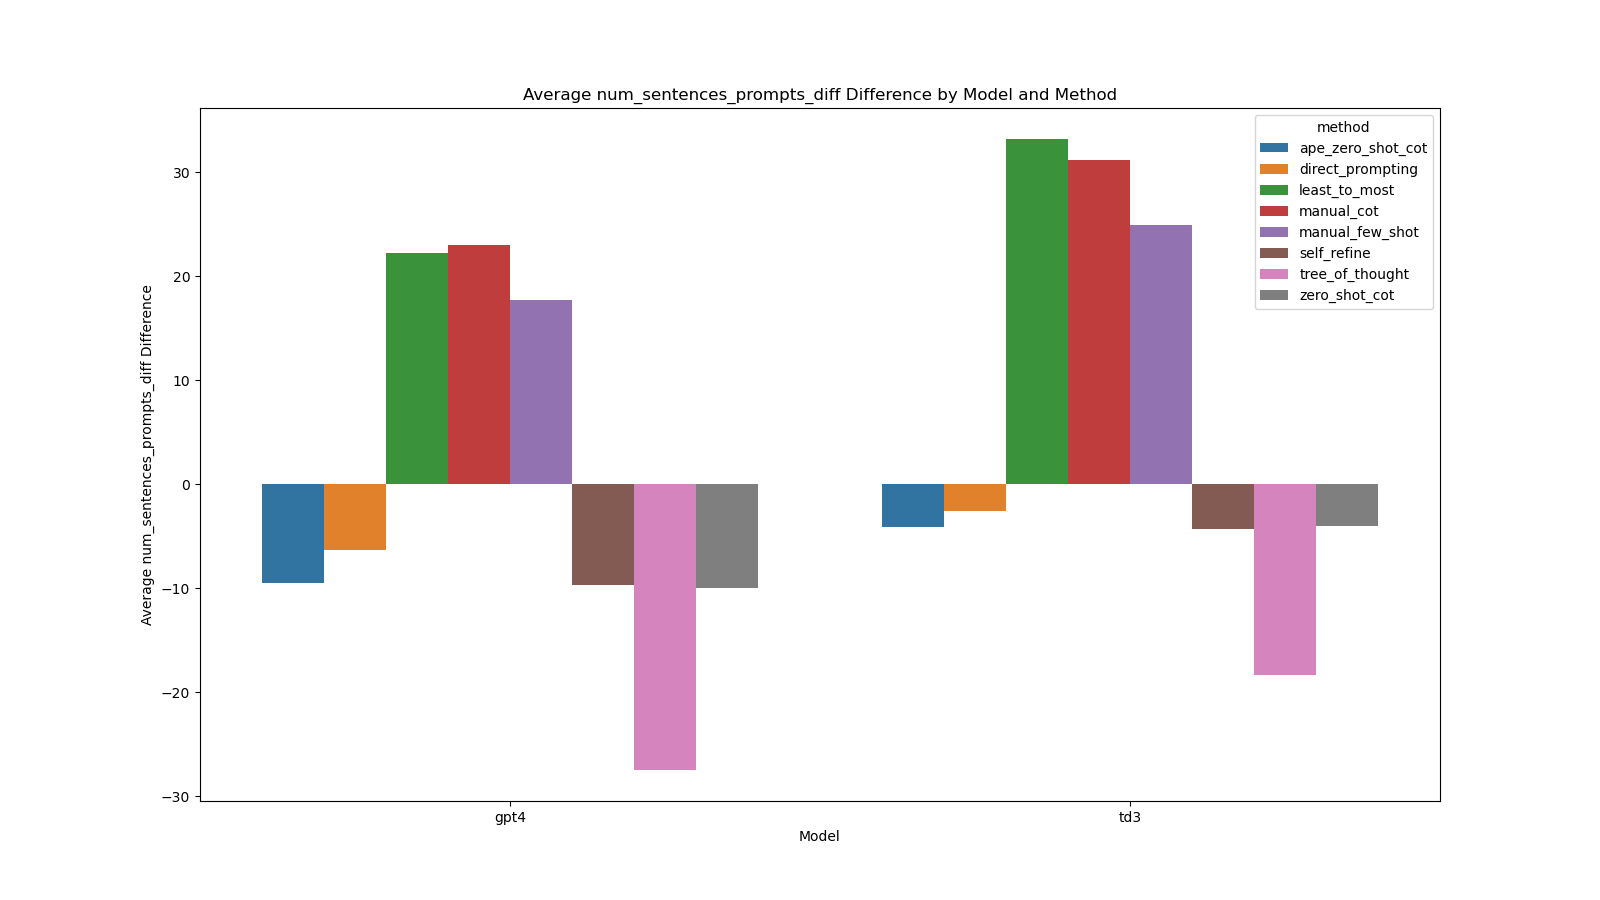 Average num_sentences_prompts_diff Difference by Model and Method
method
ape_zero_shot_cot
direct_prompting
least_to_most
manual_cot
manual_few_shot
self_refine
tree_of_thought
zero_shot_cot
Average num_sentences_prompts_diff Difference
30
20
10
0
−10
−20
−30
gpt4
td3
Model